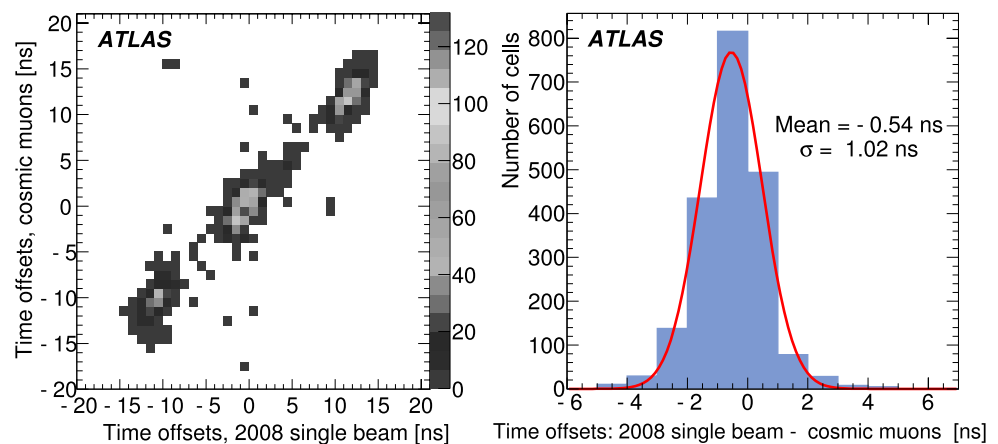 ATLAS
Time offsets, cosmic muons [ns]
20
15
10
5
0
- 5
- 10
- 15
- 20
- 20 - 15 - 10 - 5 0 5 10 15 20
Time offsets, 2008 single beam [ns]
120
100
80
60
40
20
0
ATLAS
Number of cells
800
700
600
500
400
300
200
100
0
Mean = - 0.54 ns
σ = 1.02 ns
- 6 - 4 - 2 0 2 4 6
Time offsets: 2008 single beam - cosmic muons [ns]